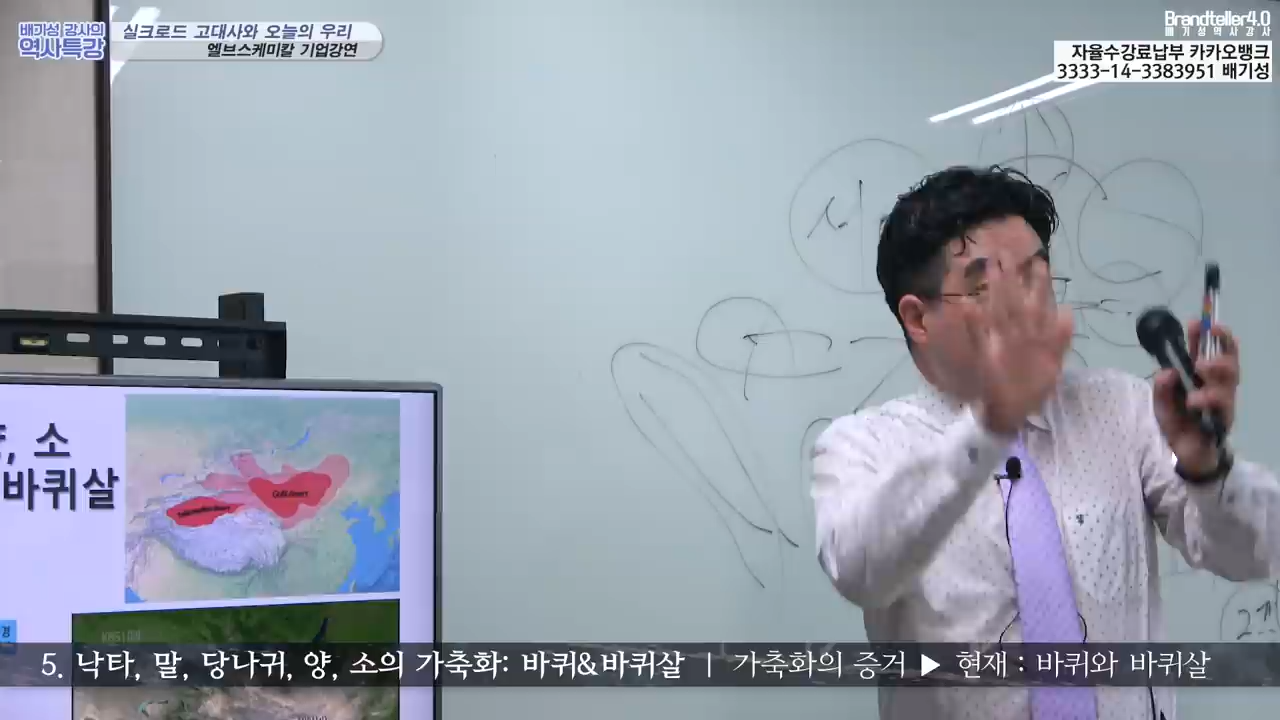 배기성 강사의
역사특강
실크로드 고대사와 오늘의 우리
엘브스케미칼 기업강연
Brandteller4.0
배기성역사강사
자율수강료납부 카카오뱅크
3333-14-3383951 배기성
, 소
바퀴살
Gobi desert
5. 낙타, 말, 당나귀, 양, 소의 가축화: 바퀴&바퀴살 | 가축화의 증거 ▶ 현재 : 바퀴와 바퀴살